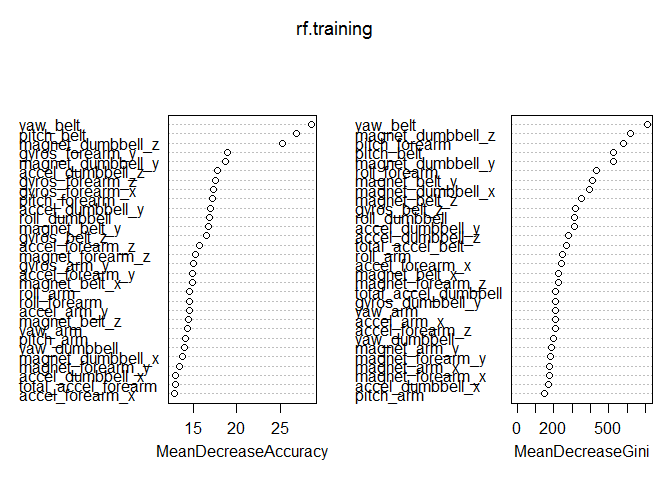 rf.training
yaw_belt
pitch_belt
magnet_dumbbell_z
gyros_forearm_y
magnet_dumbbell_y
accel_dumbbell_z
gyros_forearm_z
gyros_forearm_x
pitch_forearm
accel_dumbbell_y
roll_dumbbell
magnet_belt_y
gyros_belt_z
accel_forearm_z
magnet_forearm_z
gyros_arm_y
accel_forearm_y
magnet_belt_x
roll_arm
roll_forearm
accel_arm_y
magnet_belt_z
yaw_arm
pitch_arm
yaw_dumbbell
magnet_dumbbell_x
magnet_forearm_y
accel_dumbbell_x
total_accel_forearm
accel_forearm_x
15 20 25
MeanDecreaseAccuracy
yaw_belt
magnet_dumbbell_z
pitch_forearm
pitch_belt
magnet_dumbbell_y
roll_forearm
magnet_belt_y
magnet_dumbbell_x
magnet_belt_z
gyros_belt_z
roll_dumbbell
accel_dumbbell_y
accel_dumbbell_z
total_accel_belt
roll_arm
accel_forearm_x
magnet_belt_x
magnet_forearm_z
total_accel_dumbbell
gyros_forearm_y
yaw_arm
accel_arm_x
accel_forearm_z
yaw_dumbbell
magnet_arm_y
magnet_forearm_y
magnet_arm_x
magnet_forearm_x
accel_dumbbell_x
pitch_arm
0 200 500
MeanDecreaseGini